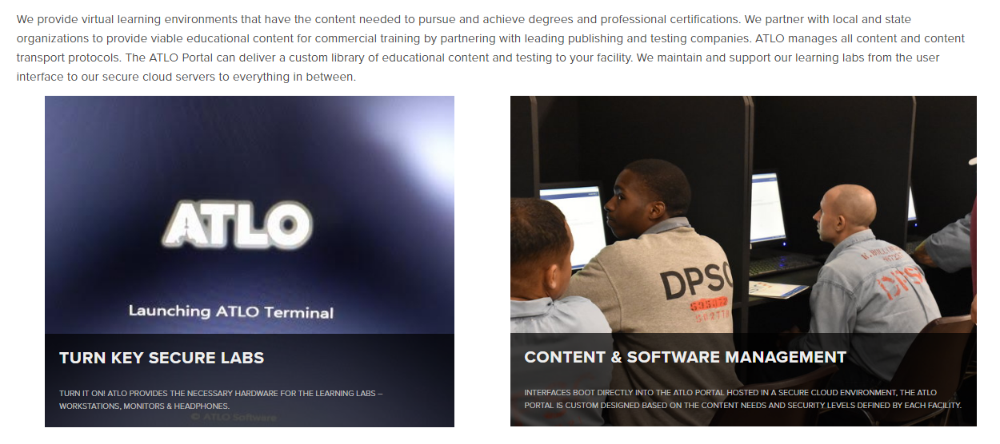 We provide virtual learning environments that have the content needed to pursue and achieve degrees and professional certifications. We partner with local and state
organizations to provide viable educational content for commercial training by partnering with leading publishing and testing companies. ATLO manages all content and content
transport protocols. The ATLO Portal can deliver a custom library of educational content and testing to your facility. We maintain and support our learning labs from the user
interface to our secure cloud servers to everything in between.
ATLO
Launching ATLO Terminal
TURN KEY SECURE LABS
TURN IT ON! ATLO PROVIDES THE NECESSARY HARDWARE FOR THE LEARNING LABS –
WORKSTATIONS, MONITORS & HEADPHONES.
© ATLO Software
DPSC
CONTENT & SOFTWARE MANAGEMENT
INTERFACES BOOT DIRECTLY INTO THE ATLO PORTAL HOSTED IN A SECURE CLOUD ENVIRONMENT, THE ATLO
PORTAL IS CUSTOM DESIGNED BASED ON THE CONTENT NEEDS AND SECURITY LEVELS DEFINED BY EACH FACILITY.